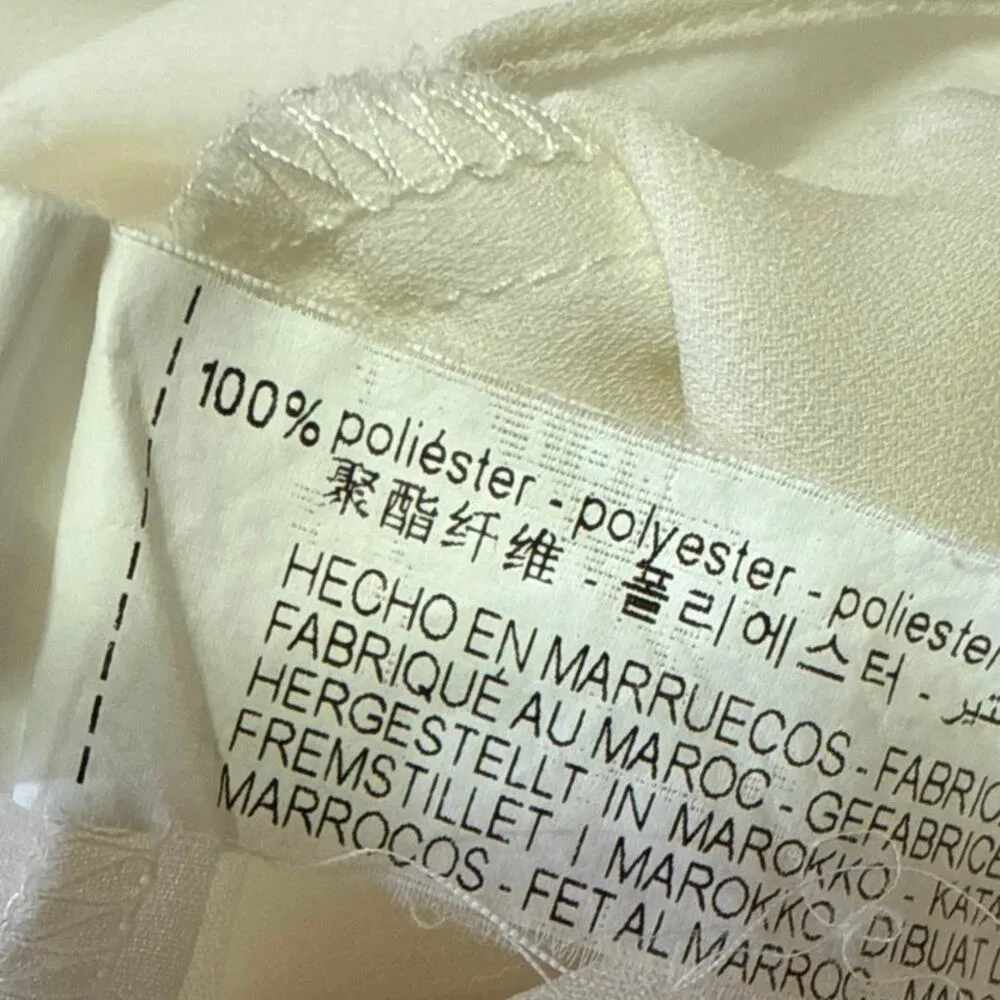 100% poliéster - polyester - poliester
聚酯纤维 - 폴리에스터 -
HECHO EN MARRUECOS - FABRIC
FABRIQUÉ AU MAROC - GEFABRICE
HERGESTELLT IN MAROKKO - KATA
FREMSTILLET I MAROKKO DIBUAT D
MARROCOS - FET AL MARROC